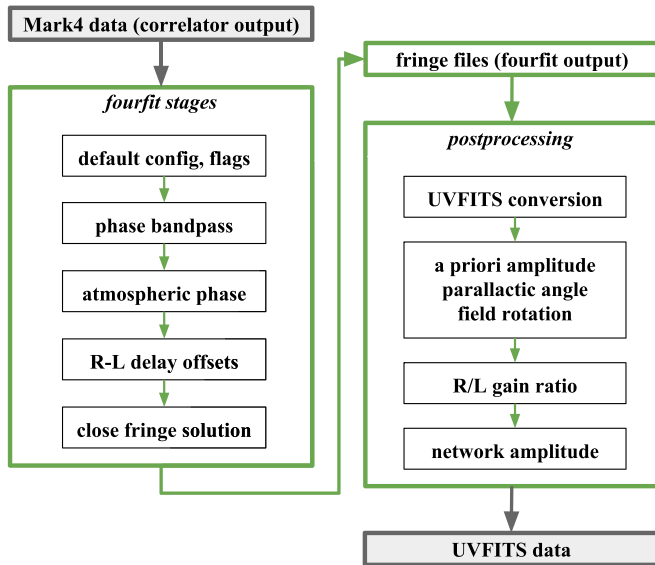 Mark4 data (correlator output)
fourfit stages
default config, flags
phase bandpass
atmospheric phase
R-L delay offsets
close fringe solution
fringe files (fourfit output)
postprocessing
UVFITS conversion
a priori amplitude
parallactic angle
field rotation
R/L gain ratio
network amplitude
UVFITS data